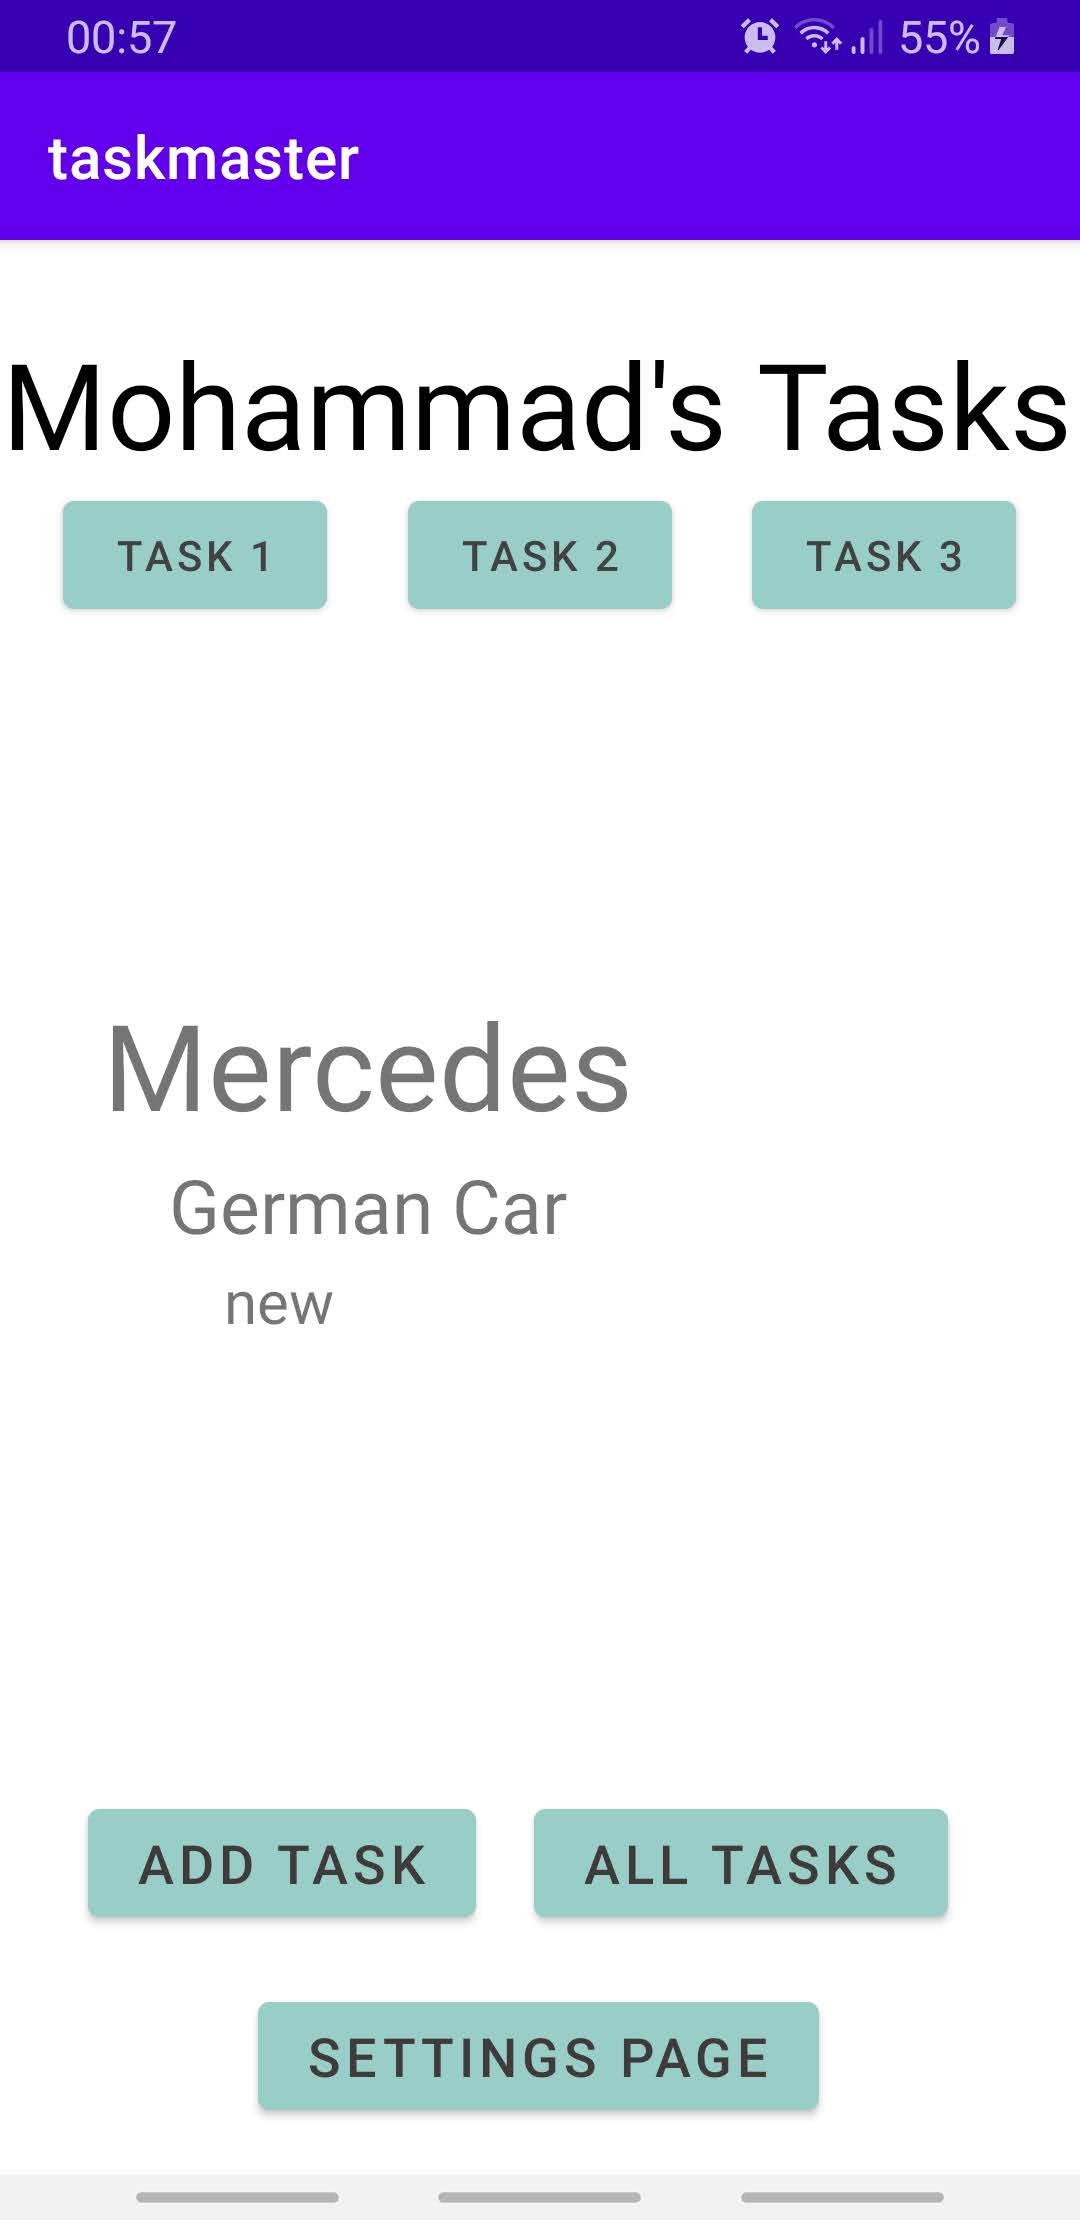 00:57 55%
taskmaster
Mohammad's Tasks
TASK 1 TASK 2 TASK 3
Mercedes
German Car
new
ADD TASK ALL TASKS
SETTINGS PAGE